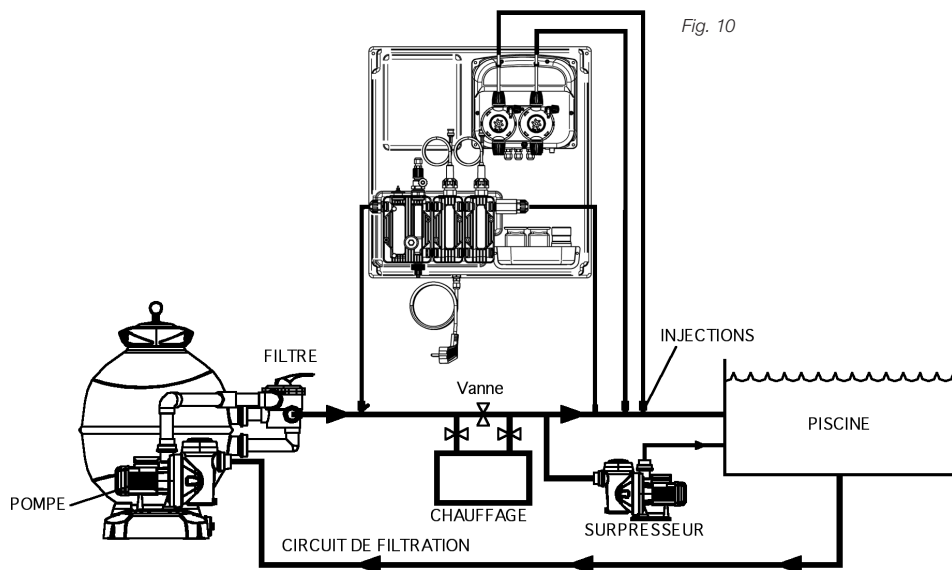 Fig. 10
INJECTIONS
FILTRE
Vanne
PISCINE
POMPE
CHAUFFAGE
SURPRESSEUR
CIRCUIT DE FILTRATION